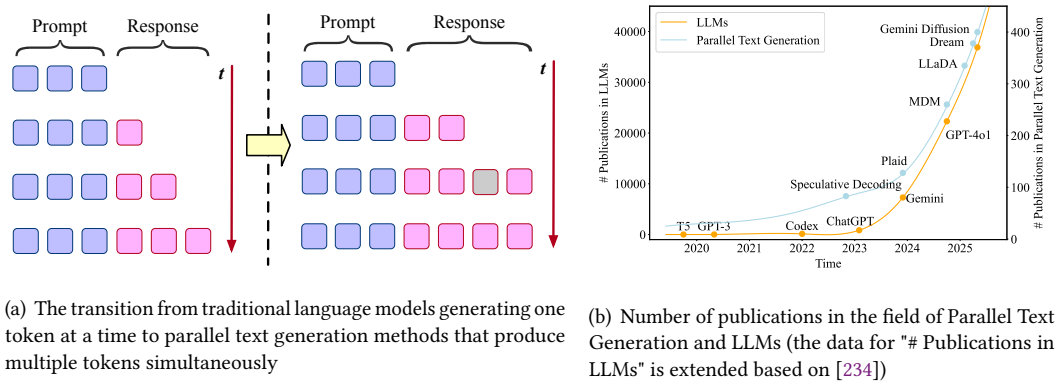 Prompt Response
t
Prompt Response
t
(a) The transition from traditional language models generating one
token at a time to parallel text generation methods that produce
multiple tokens simultaneously
# Publications in LLMs
40000
30000
20000
10000
0
LLMs
Parallel Text Generation
Gemini Diffusion
Dream
LLaDA
MDM
GPT-4o1
Plaid
Speculative Decoding
Gemini
ChatGPT
Codex
T5 GPT-3
2020 2021 2022 2023 2024 2025
Time
400
300
200
100
0
# Publications in Parallel Text Generation
(b) Number of publications in the field of Parallel Text
Generation and LLMs (the data for "# Publications in
LLMs" is extended based on [234])